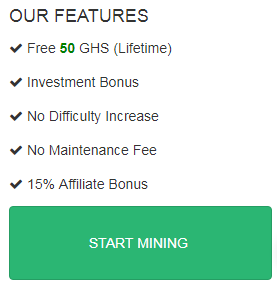 OUR FEATURES
Free 50 GHS (Lifetime)
Investment Bonus
No Difficulty Increase
No Maintenance Fee
15% Affiliate Bonus
START MINING